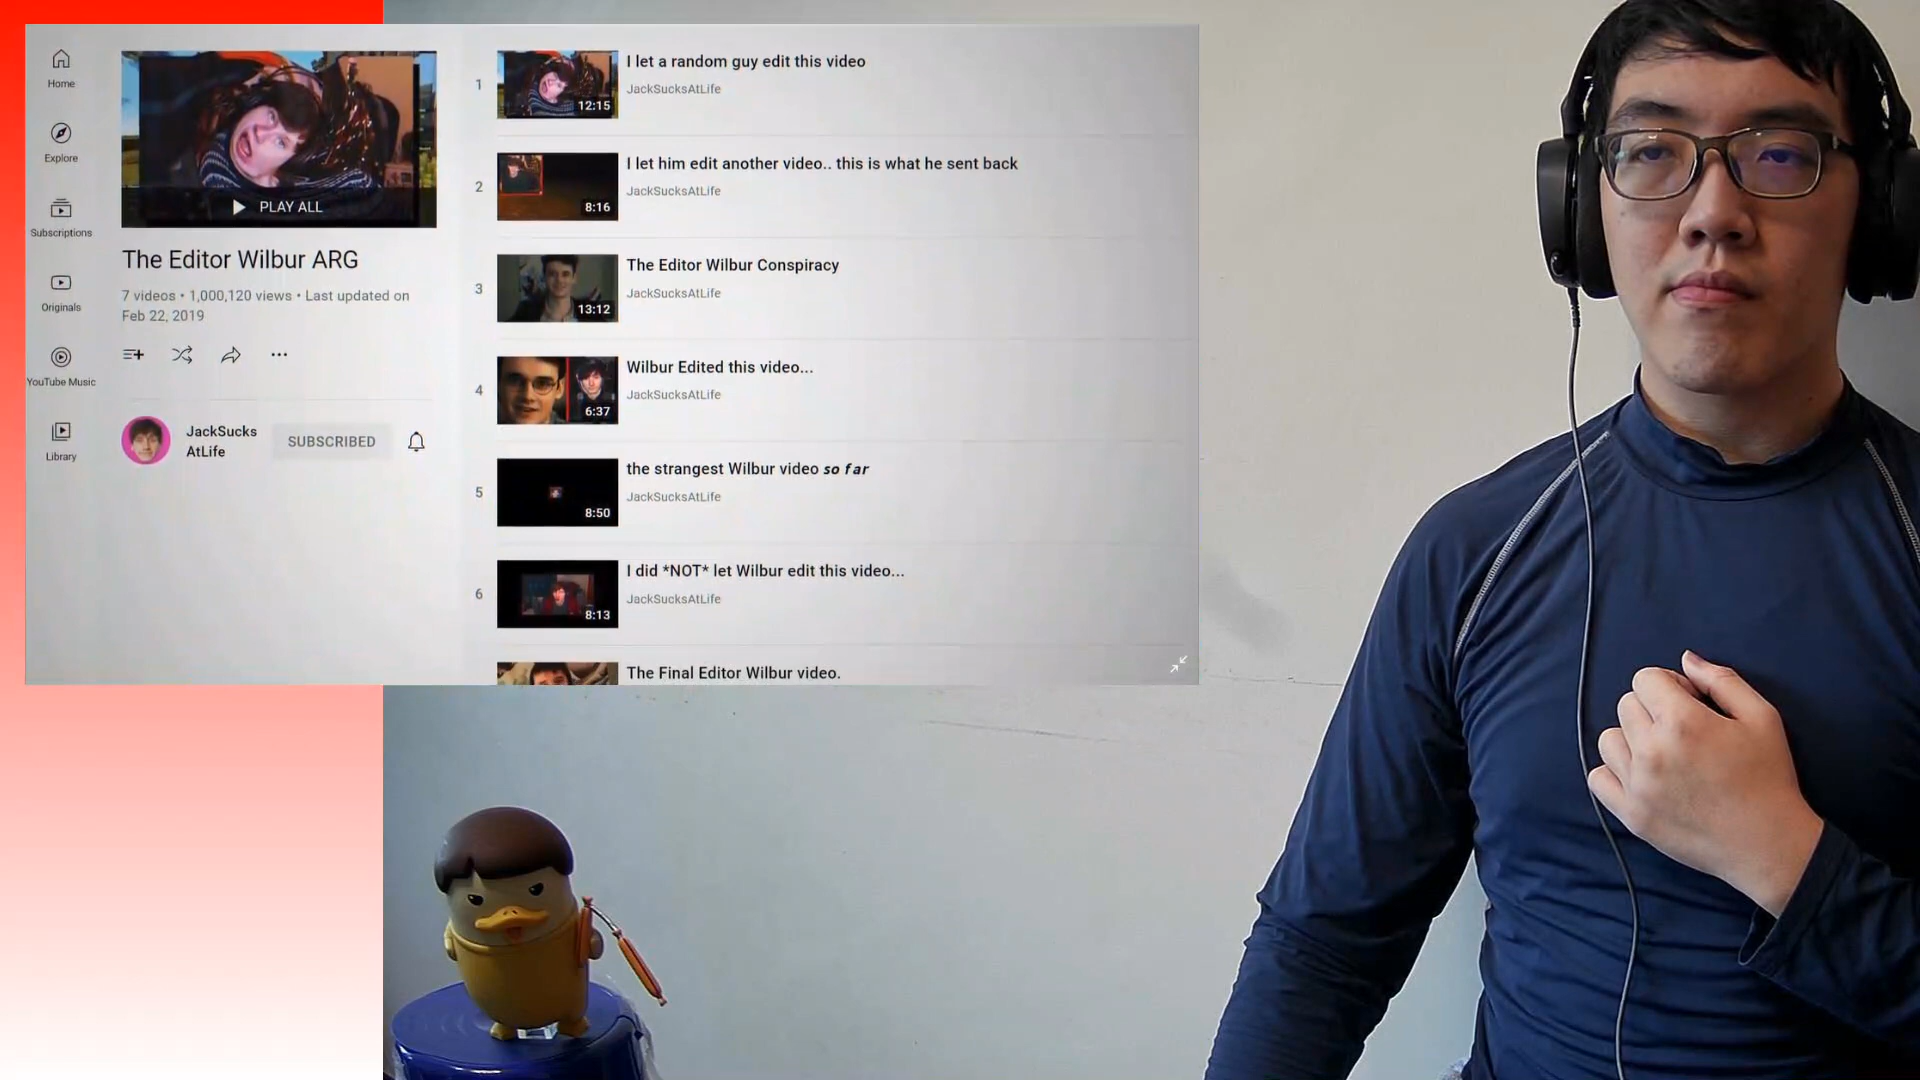 Home
Explore
Subscriptions
Originals
YouTube Music
Library
PLAY ALL
The Editor Wilbur ARG
7 videos • 1,000,120 views • Last updated on
Feb 22, 2019
JackSucks
AtLife
SUBSCRIBED
1
12:15
I let a random guy edit this video
JackSucksAtLife
2
8:16
I let him edit another video.. this is what he sent back
JackSucksAtLife
3
13:12
The Editor Wilbur Conspiracy
JackSucksAtLife
4
6:37
Wilbur Edited this video...
JackSucksAtLife
5
8:50
the strangest Wilbur video so far
JackSucksAtLife
6
8:13
I did *NOT* let Wilbur edit this video...
JackSucksAtLife
The Final Editor Wilbur video.